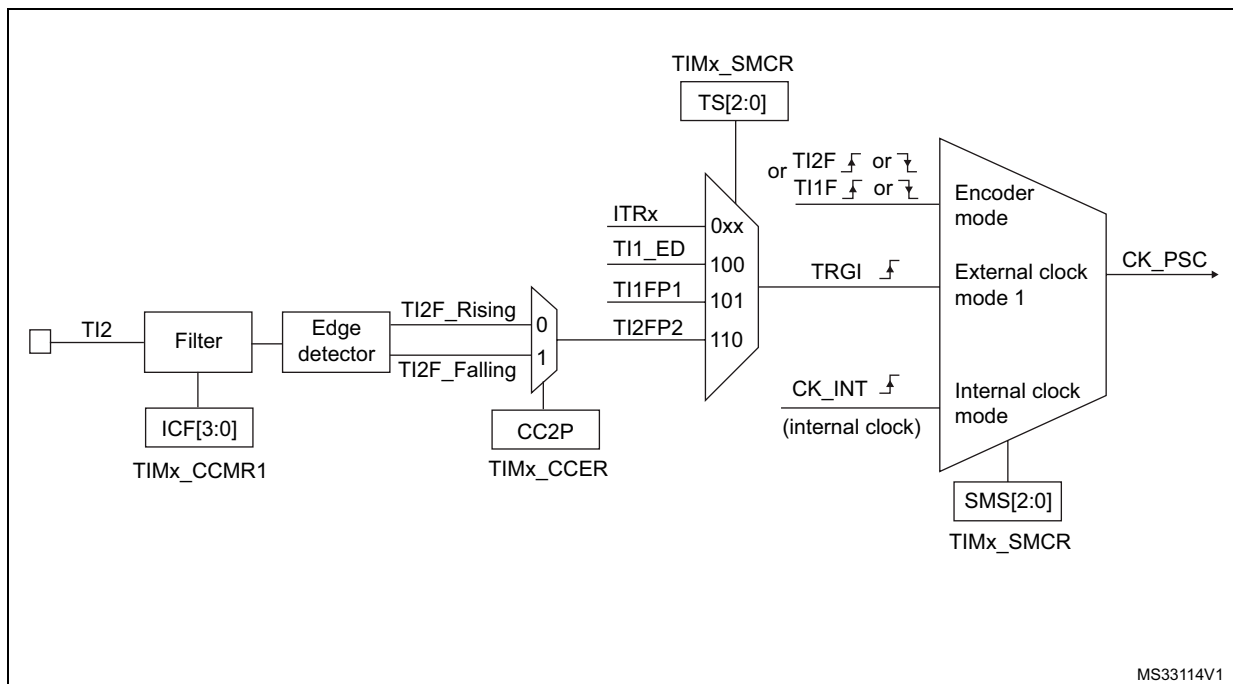 TIMx_SMCR
TS[2:0]
or TI2F or
TI1F or
Encoder
mode
ITRx
0xx
TI1_ED
100
TRGI
External clock
mode 1
CK_PSC
TI1FP1
101
TI2F_Rising
0
TI2FP2
110
TI2
Filter
Edge
detector
1
TI2F_Falling
CK_INT
(internal clock)
Internal clock
mode
ICF[3:0]
TIMx_CCMR1
CC2P
TIMx_CCER
SMS[2:0]
TIMx_SMCR
MS33114V1